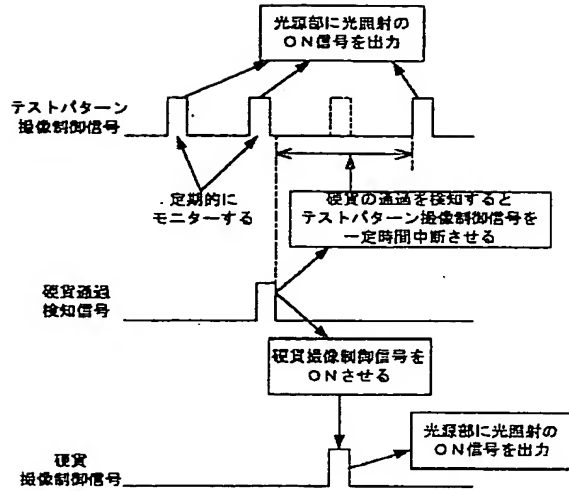 光源部に光照射の
ON信号を出力
テストパターン
撮像制御信号
定期的に
モニターする
硬貨の通過を検知すると
テストパターン撮像制御信号を
一定時間中断させる
硬貨通過
検知信号
硬貨撮像制御信号を
ONさせる
光源部に光照射の
ON信号を出力
硬貨
撮像制御信号